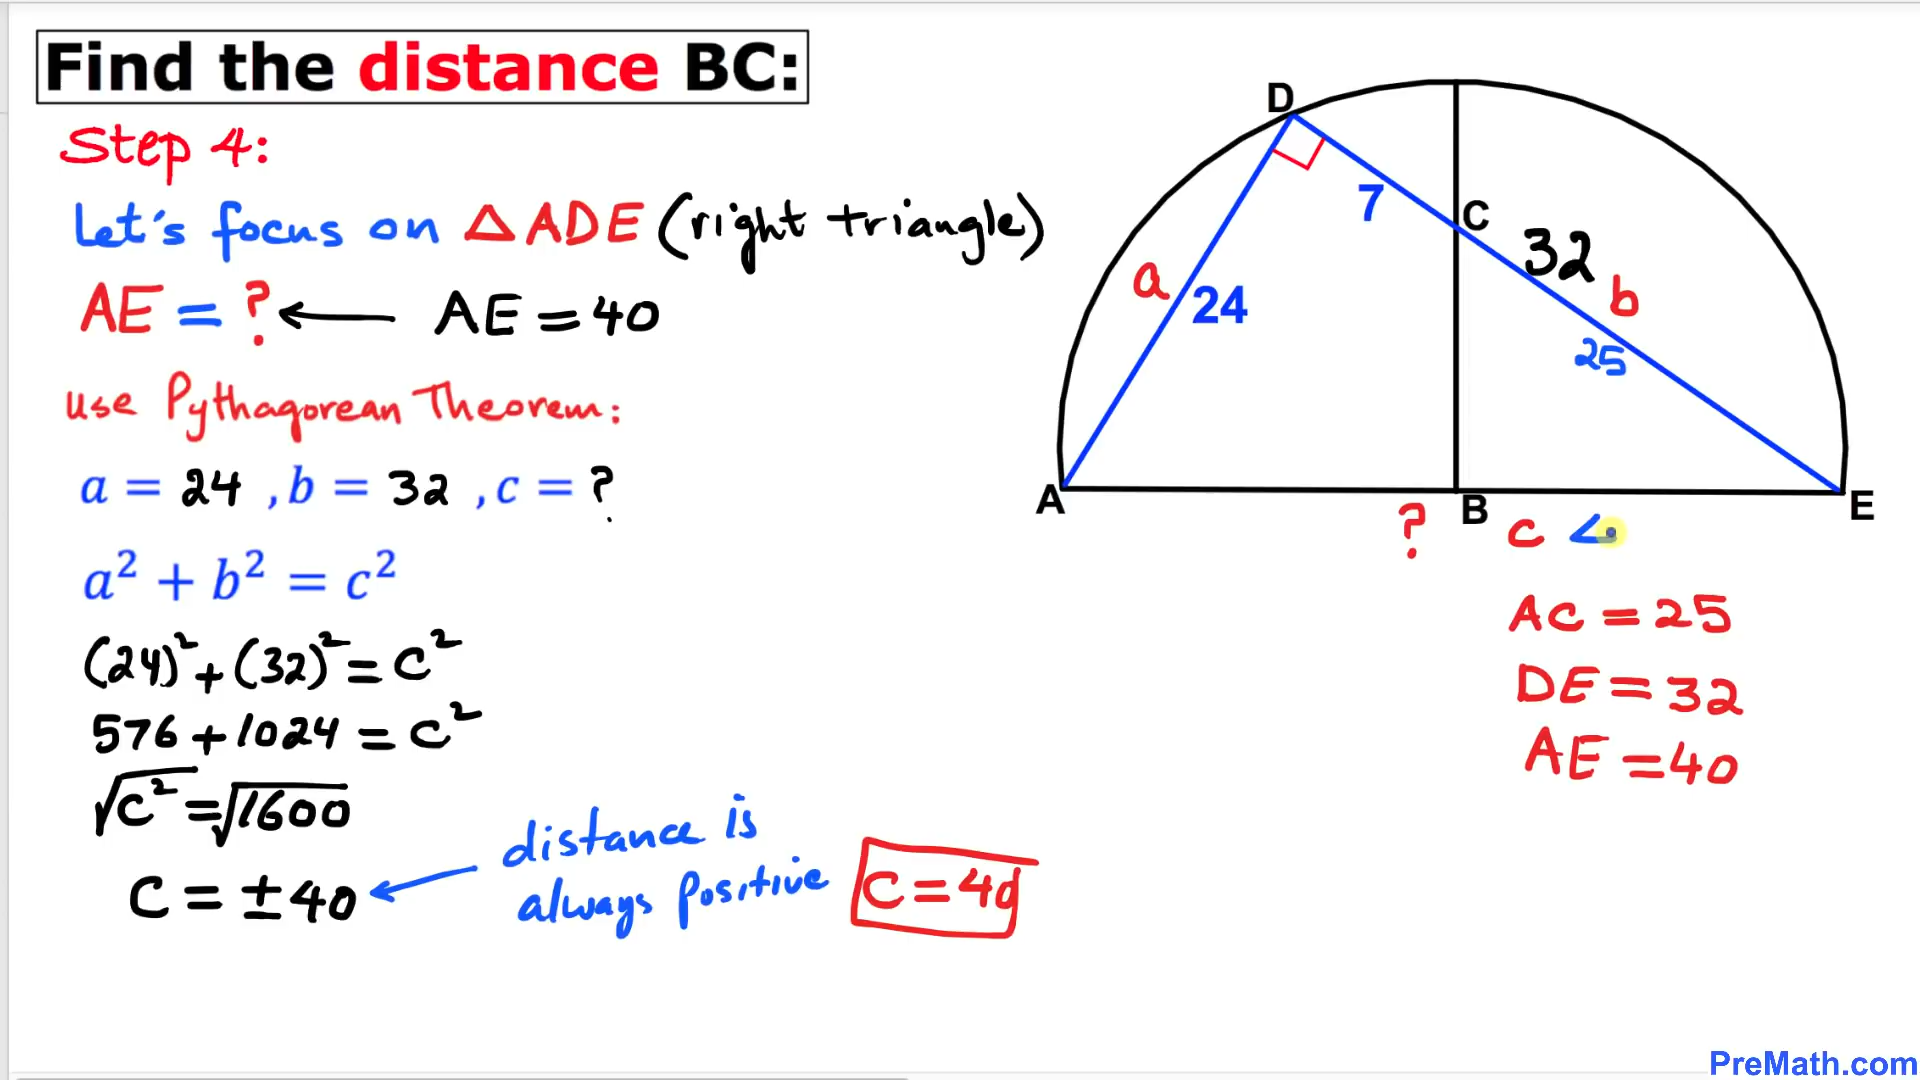 Find the distance BC:
Step 4:
Let's focus on △ADE (right triangle)
AE = ? ← AE = 40
use Pythagorean Theorem:
a = 24 , b = 32 , c = ?
a² + b² = c²
(24)² + (32)² = c²
576 + 1024 = c²
√c² = √1600
C = ±40
distance is
always positive
C = 40
D
7
C
32
a
24
b
25
A
B
E
?
c
AC = 25
DE = 32
AE = 40
PreMath.com